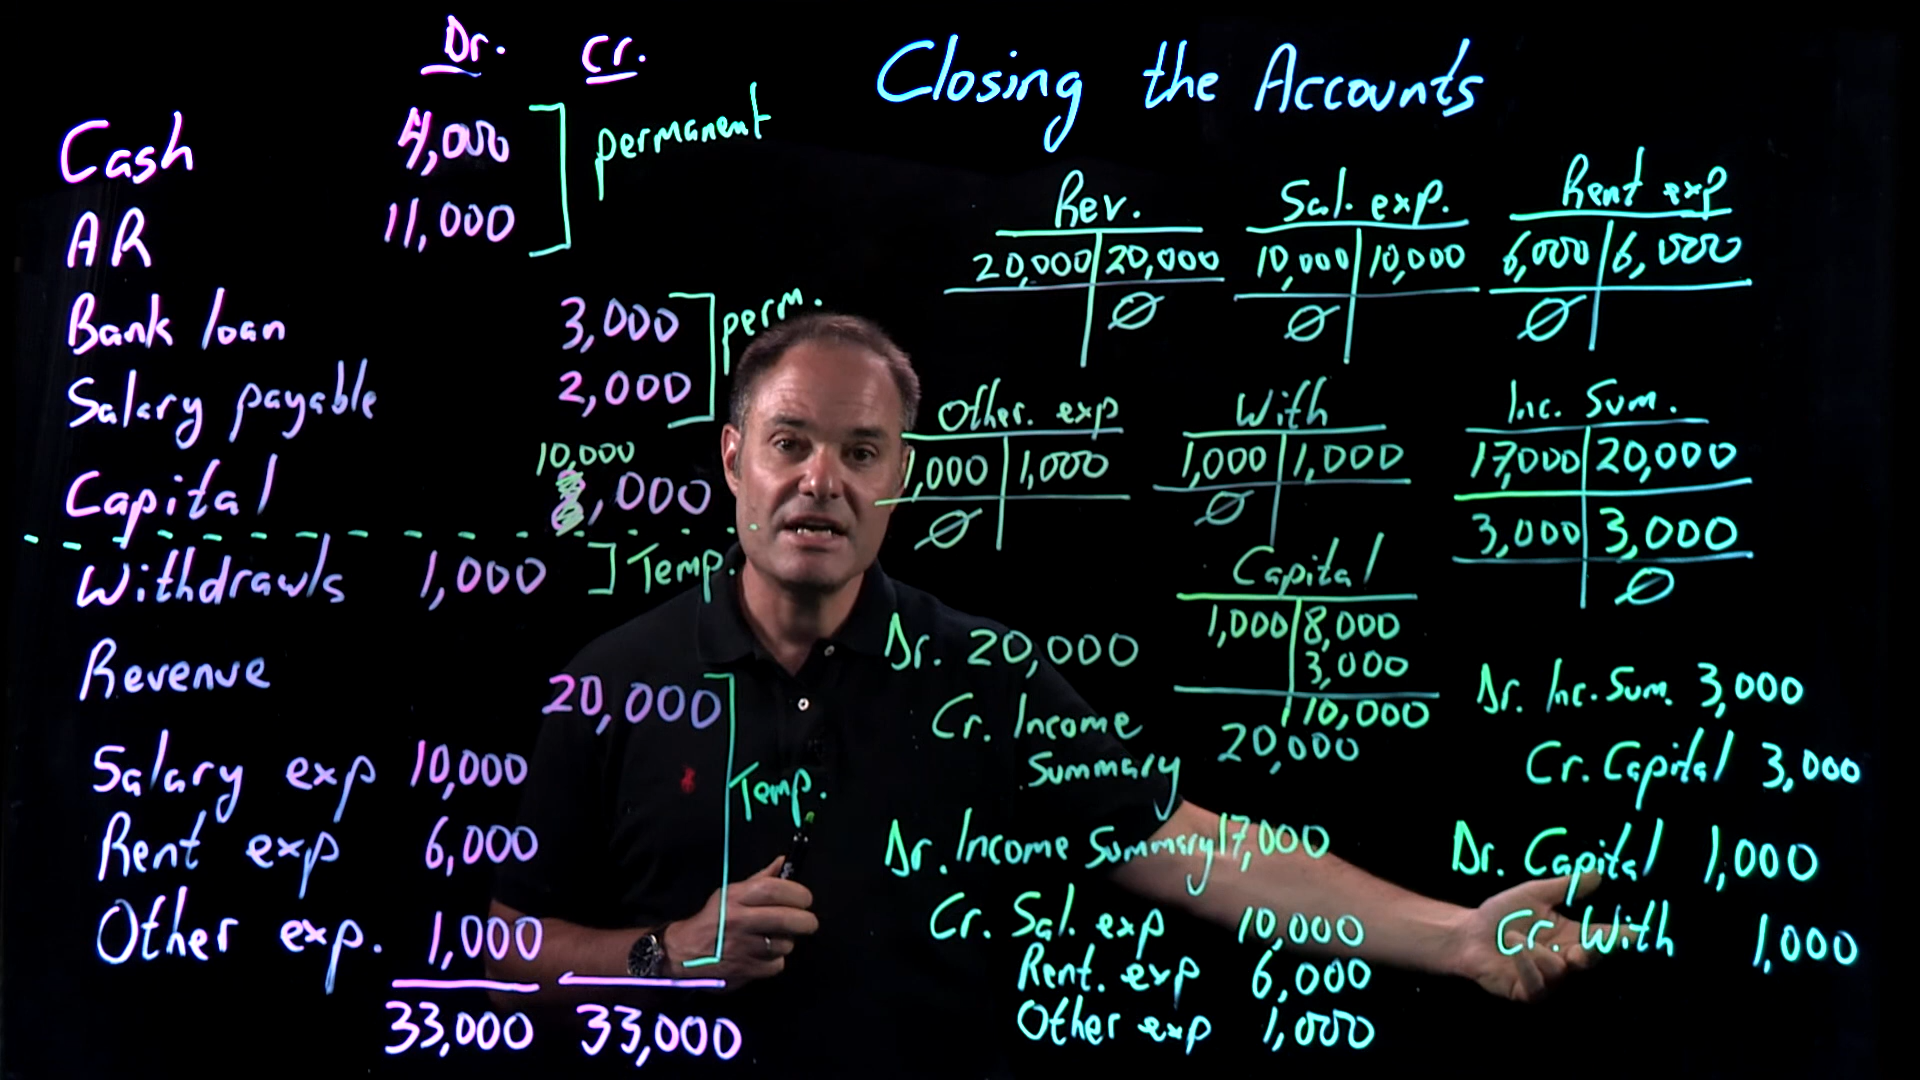 Dr. Cr.
Closing the Accounts
Cash 4,000
permanent
AR 11,000
Bank loan 3,000
perm.
Salary payable 2,000
10,000
Capital ,000
Withdrawls 1,000 Temp.
Revenue 20,000
Salary exp 10,000
Temp.
Rent exp 6,000
Other exp. 1,000
33,000 33,000
Rev.
20,000 20,000
Ø
Sal. exp.
10,000 10,000
Ø
Rent exp
6,000 6,000
Ø
Other. exp
1,000 1,000
Ø
With
1,000 1,000
Ø
Inc. Sum.
17,000 20,000
3,000 3,000
Ø
Capital
1,000 8,000
3,000
10,000
Dr. 20,000
Cr. Income
Summary 20,000
Dr. Income Summary 17,000
Cr. Sal. exp 10,000
Rent. exp 6,000
Other exp 1,000
Dr. Inc. Sum. 3,000
Cr. Capital 3,000
Dr. Capital 1,000
Cr. With 1,000